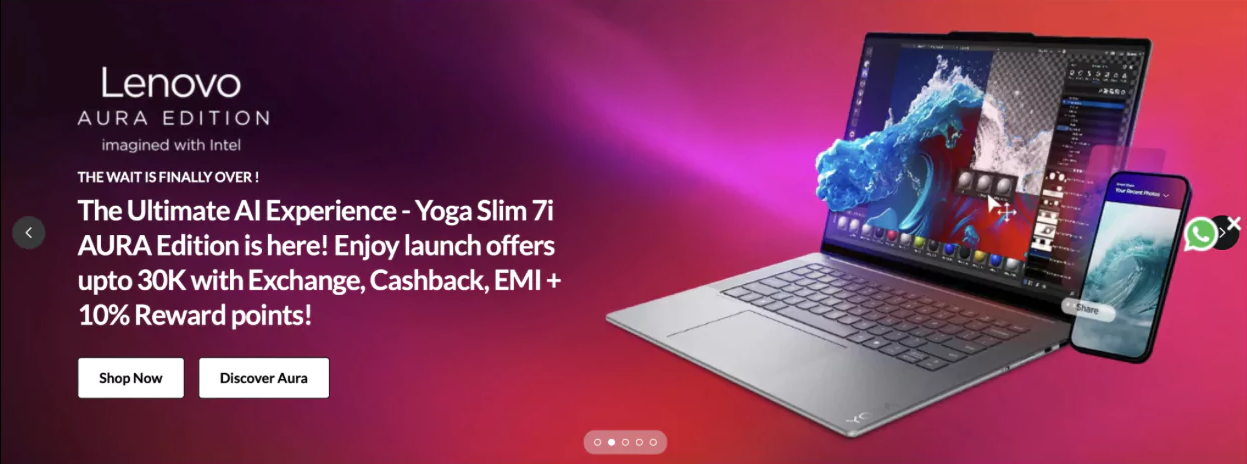 Lenovo
AURA EDITION
imagined with Intel
THE WAIT IS FINALLY OVER !
The Ultimate AI Experience - Yoga Slim 7i
AURA Edition is here! Enjoy launch offers
upto 30K with Exchange, Cashback, EMI +
10% Reward points!
Shop Now
Discover Aura
Your Recent Photos
Share